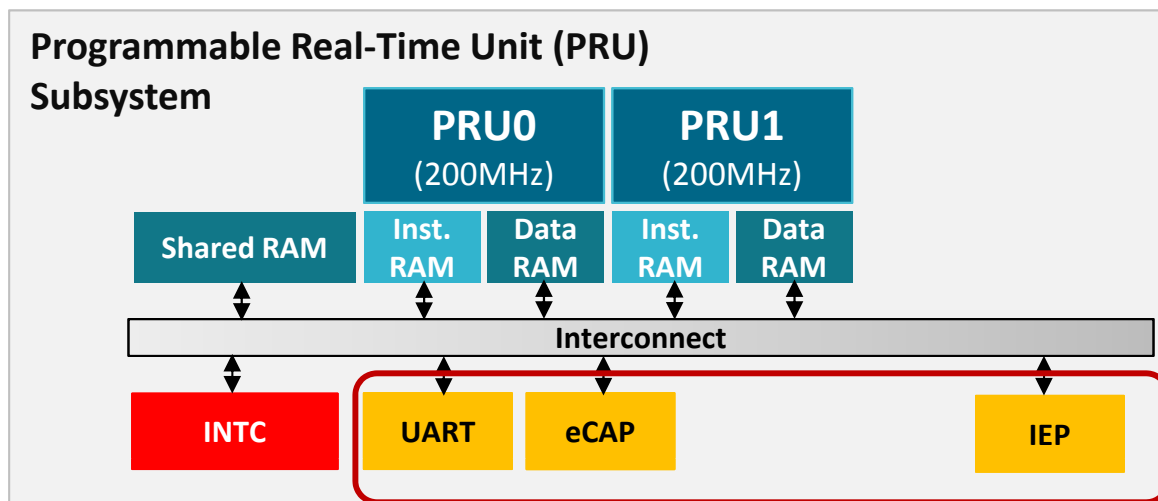 Programmable Real-Time Unit (PRU)
Subsystem
PRU0
(200MHz)
PRU1
(200MHz)
Shared RAM
Inst.
RAM
Data
RAM
Inst.
RAM
Data
RAM
Interconnect
INTC
UART
eCAP
IEP